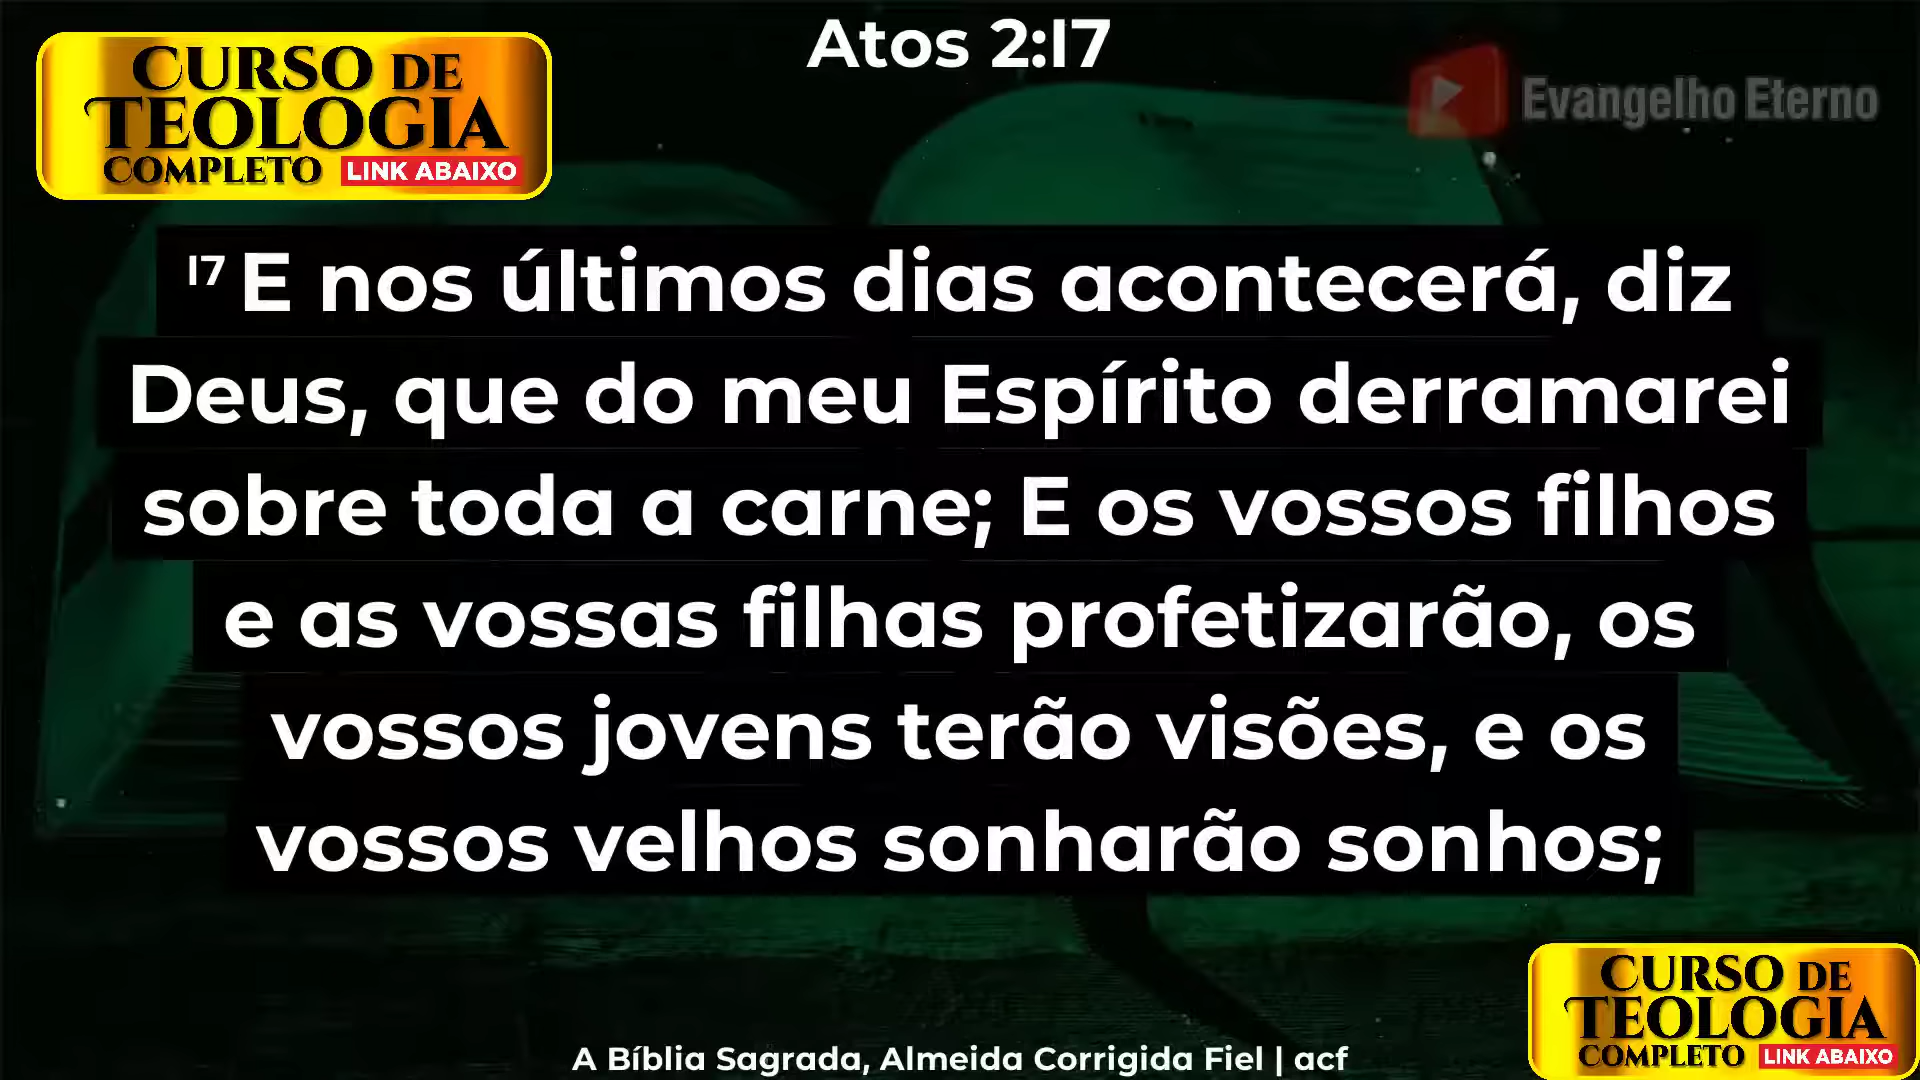 Atos 2:17
CURSO DE
TEOLOGIA
COMPLETO LINK ABAIXO
Evangelho Eterno
17 E nos últimos dias acontecerá, diz
Deus, que do meu Espírito derramarei
sobre toda a carne; E os vossos filhos
e as vossas filhas profetizarão, os
vossos jovens terão visões, e os
vossos velhos sonharão sonhos;
CURSO DE
TEOLOGIA
COMPLETO LINK ABAIXO
A Bíblia Sagrada, Almeida Corrigida Fiel | acf